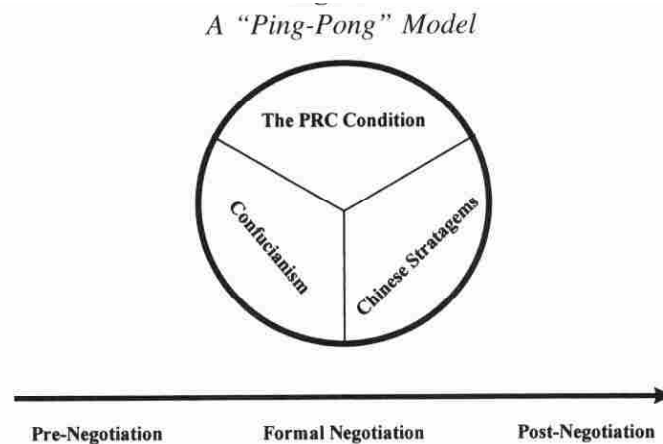 A “Ping-Pong” Model
The PRC Condition
Confucianism
Chinese Stratagems
Pre-Negotiation
Formal Negotiation
Post-Negotiation